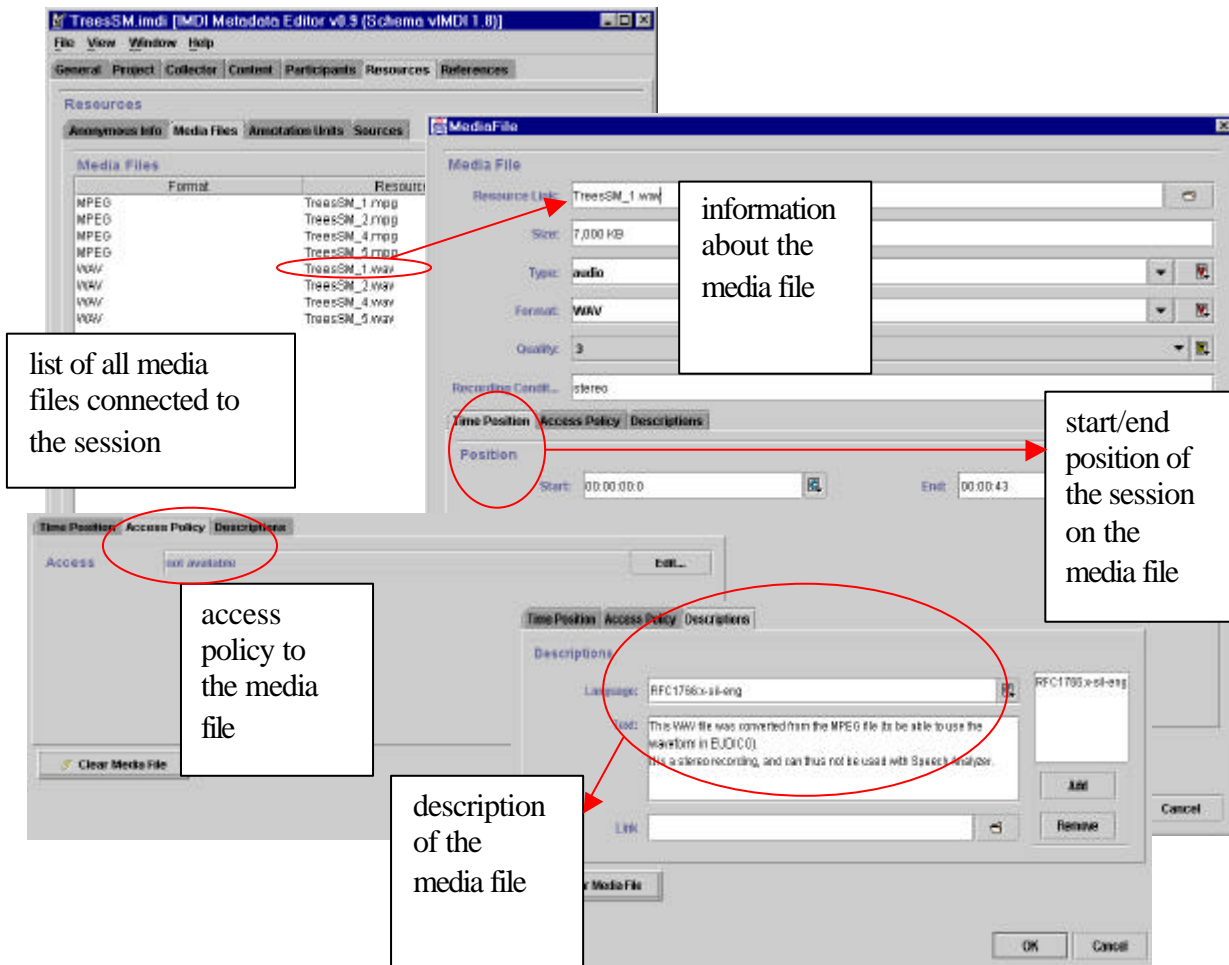 TreesSM.imdi [IMDI Metadata Editor v0.9 (Schema vIMDI 1.8)]
File View Window Help
General Project Collector Content Participants Resources References
Resources
Anonymous Info Media Files Annotation Units Sources
Media Files
Format Resourc
MPEG TreesSM_1.mpg
MPEG TreesSM_2.mpg
MPEG TreesSM_4.mpg
MPEG TreesSM_5.mpg
WAV TreesSM_1.wav
WAV TreesSM_2.wav
WAV TreesSM_4.wav
WAV TreesSM_5.wav
list of all media
files connected to
the session
MediaFile
Media File
Resource Link: TreesSM_1.wav
Size: 7,000 KB
Type: audio
Format: WAV
Quality: 3
Recording Condit... stereo
information
about the
media file
Time Position Access Policy Descriptions
Position
Start: 00:00:00:0 End: 00:00:43
start/end
position of
the session
on the
media file
Time Position Access Policy Descriptions
Access not available Edit...
access
policy to
the media
file
Clear Media File
Cancel
Time Position Access Policy Descriptions
Descriptions
Language: RFC1766:x-sil-eng
RFC1766:x-sil-eng
Text: This WAV file was converted from the MPEG file (to be able to use the
waveform in EUDICO).
It is a stereo recording, and can thus not be used with Speech Analyzer.
Add
Link
Remove
description
of the
media file
r Media File
OK Cancel